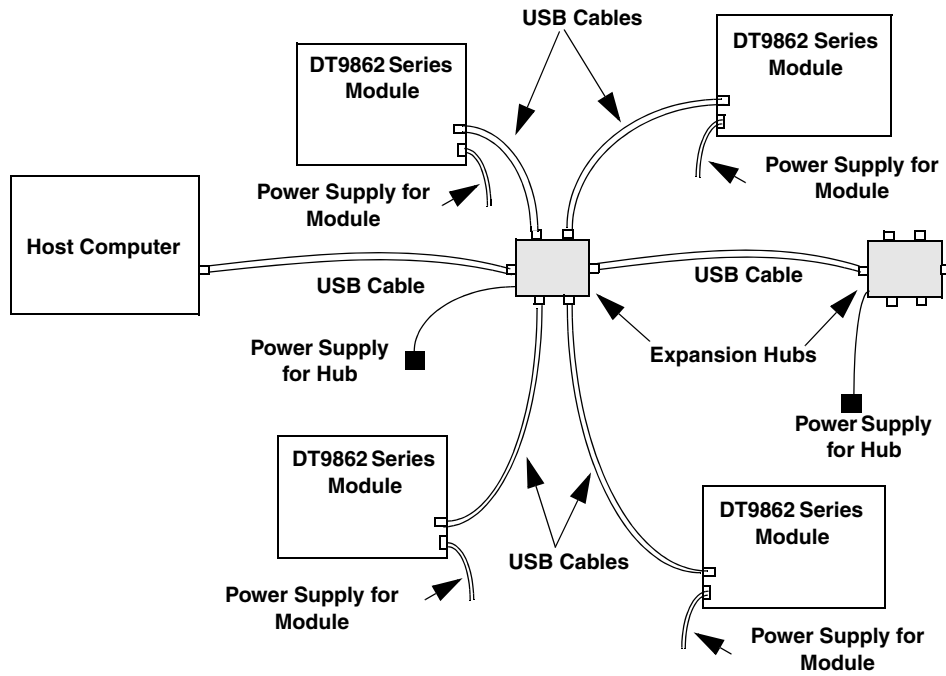 USB Cables
DT9862 Series
Module
DT9862 Series
Module
Power Supply for
Module
Power Supply for
Module
Host Computer
USB Cable
USB Cable
Power Supply
for Hub
Expansion Hubs
Power Supply
for Hub
DT9862 Series
Module
DT9862 Series
Module
USB Cables
Power Supply for
Module
Power Supply for
Module